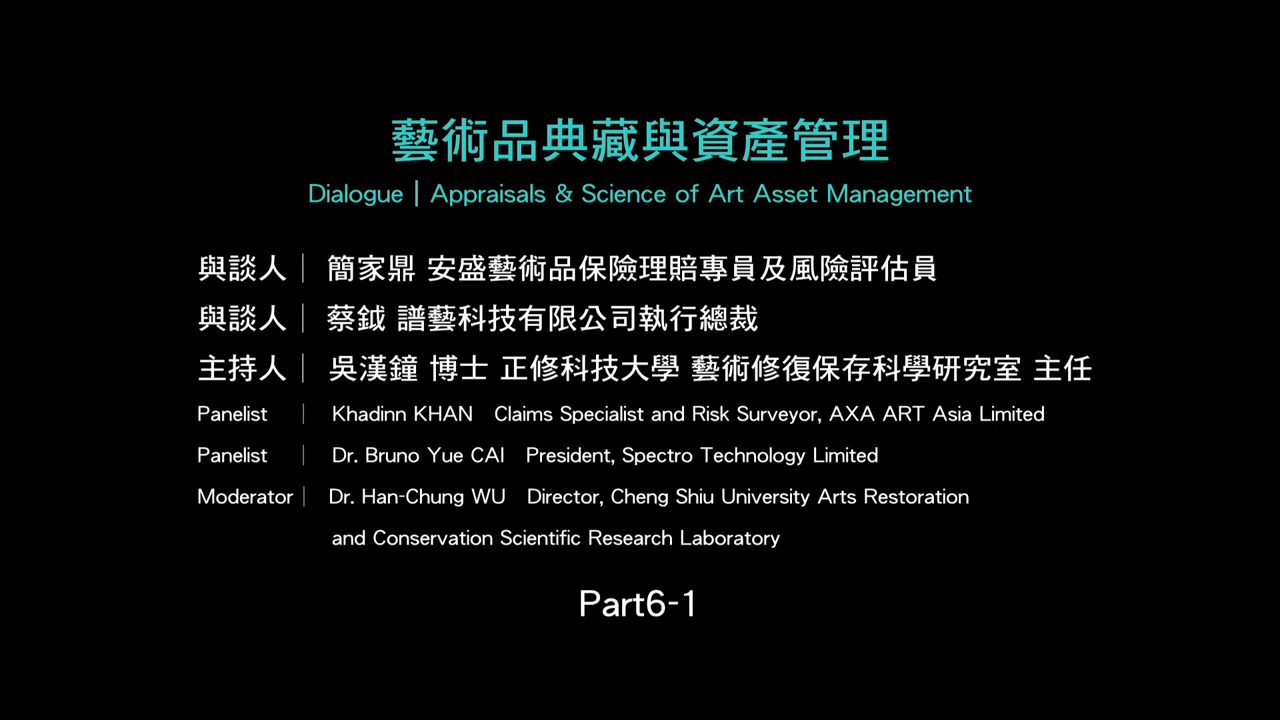 藝術品典藏與資產管理
Dialogue | Appraisals & Science of Art Asset Management
與談人｜ 簡家鼎 安盛藝術品保險理賠專員及風險評估員
與談人｜ 蔡鉞 譜藝科技有限公司執行總裁
主持人｜ 吳漢鐘 博士 正修科技大學 藝術修復保存科學研究室 主任
Panelist ｜ Khadinn KHAN Claims Specialist and Risk Surveyor, AXA ART Asia Limited
Panelist ｜ Dr. Bruno Yue CAI President, Spectro Technology Limited
Moderator｜ Dr. Han-Chung WU Director, Cheng Shiu University Arts Restoration
and Conservation Scientific Research Laboratory
Part6-1